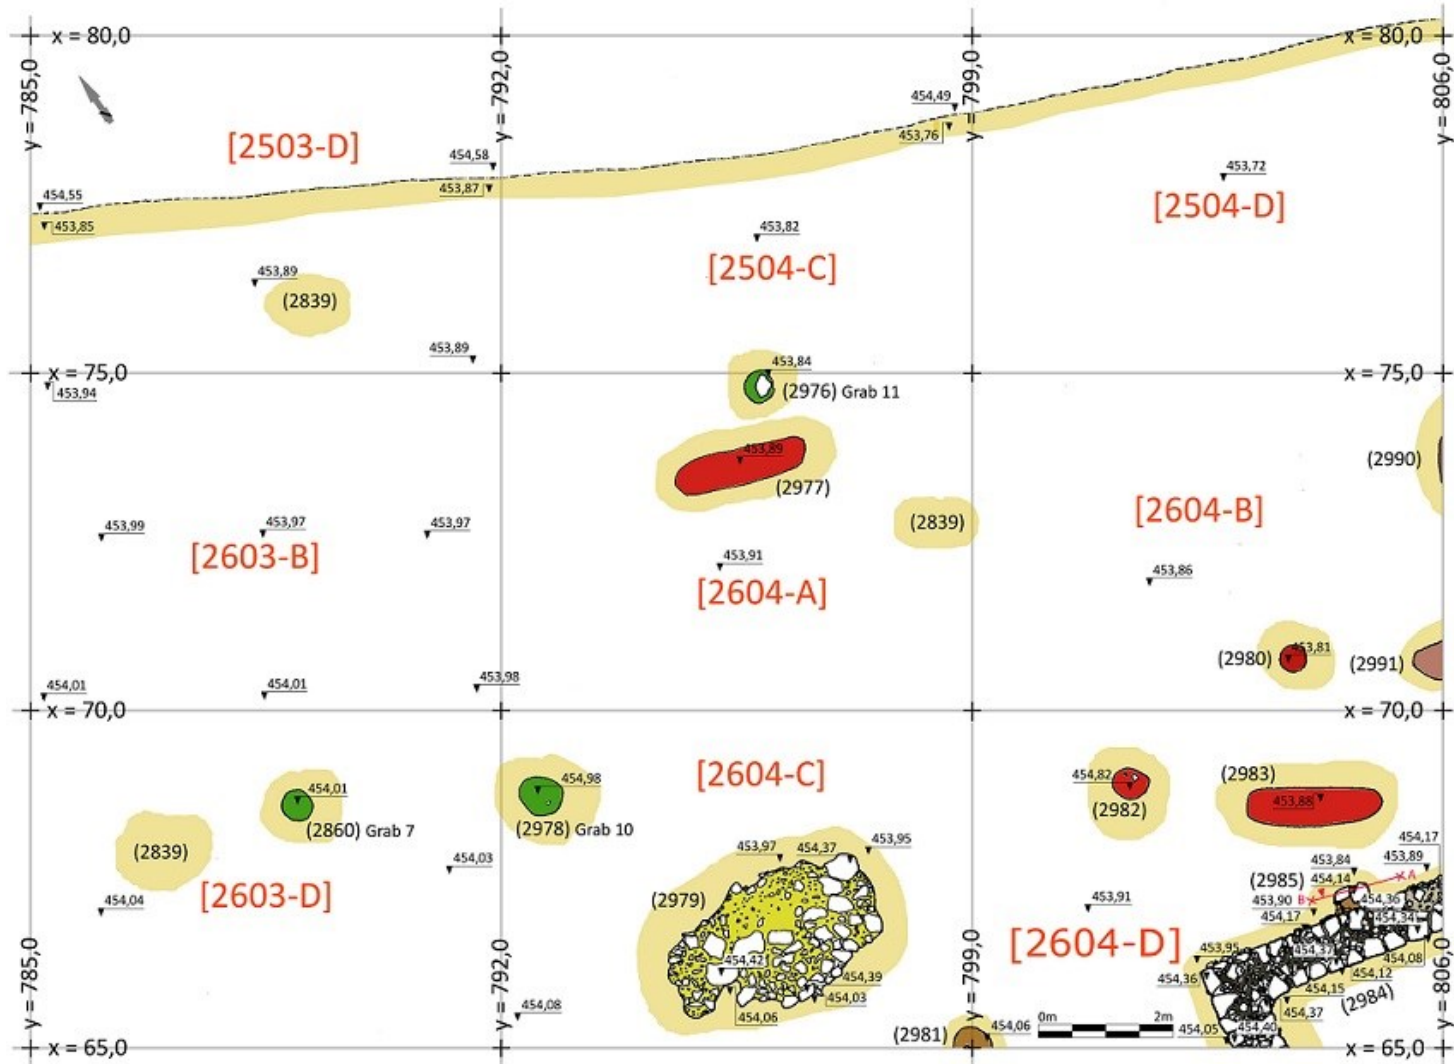 x = 80,0
x = 80,0
y = 785,0
y = 792,0
y = 799,0
y = 806,0
454,49
453,76
[2503-D]
454,58
453,87
453,72
[2504-D]
454,55
453,85
453,82
[2504-C]
453,89
(2839)
453,89
x = 75,0
453,94
453,84
(2976) Grab 11
x = 75,0
453,89
(2977)
(2990)
453,99
453,97
453,97
[2603-B]
(2839)
[2604-B]
453,91
[2604-A]
453,86
(2980)
453,81
(2991)
454,01
454,01
453,98
x = 70,0
x = 70,0
[2604-C]
454,01
(2860) Grab 7
454,98
(2978) Grab 10
454,82
(2982)
(2983)
453,88
(2839)
454,03
[2603-D]
454,04
453,97
454,37
453,95
(2979)
454,42
454,39
454,03
454,06
454,17
453,84
453,89
(2985)
454,14
A
B
453,90
454,36
454,17
454,34
453,91
[2604-D]
453,95
454,37
454,36
454,08
454,12
454,15
(2984)
454,37
y = 785,0
y = 792,0
y = 799,0
y = 806,0
454,08
(2981)
454,06
0m 2m
454,05
454,40
x = 65,0
x = 65,0